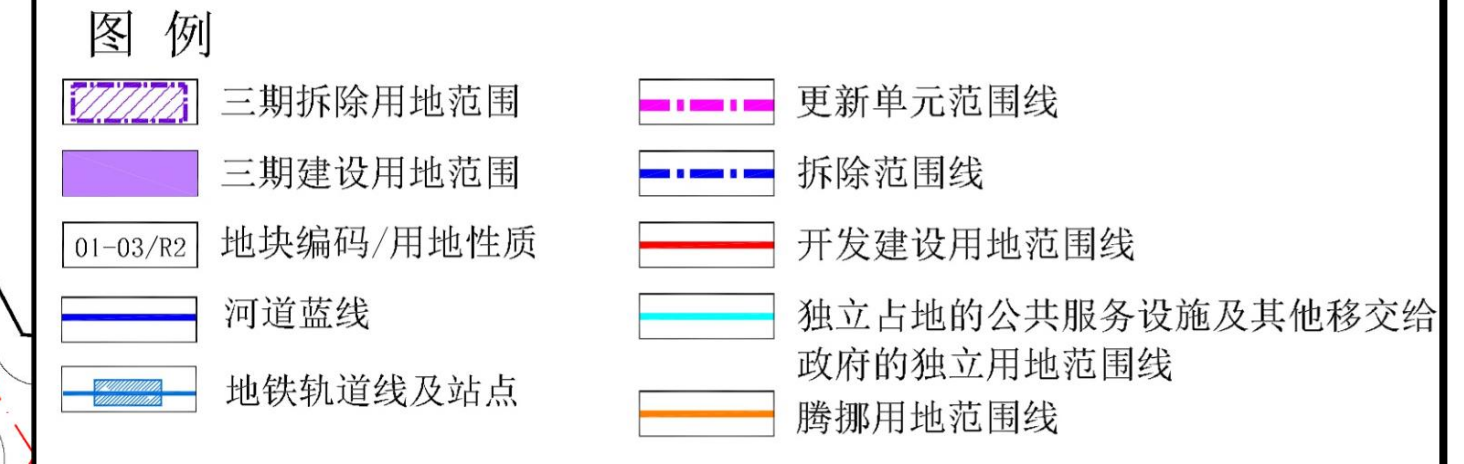 图 例
三期拆除用地范围
三期建设用地范围
01-03/R2 地块编码/用地性质
河道蓝线
地铁轨道线及站点
更新单元范围线
拆除范围线
开发建设用地范围线
独立占地的公共服务设施及其他移交给
政府的独立用地范围线
腾挪用地范围线